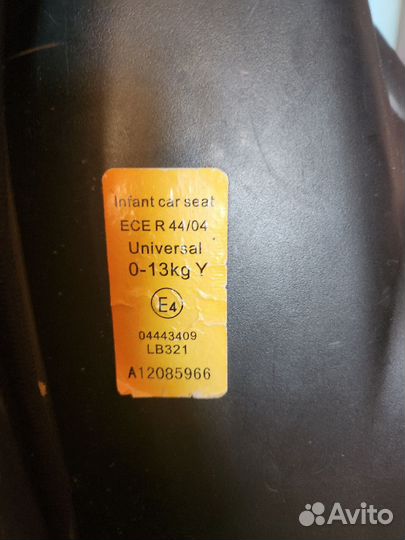 Infant car seat
ECE R 44/04
Universal
0-13kg Y
E4
04443409
LB321
A12085966
Avito